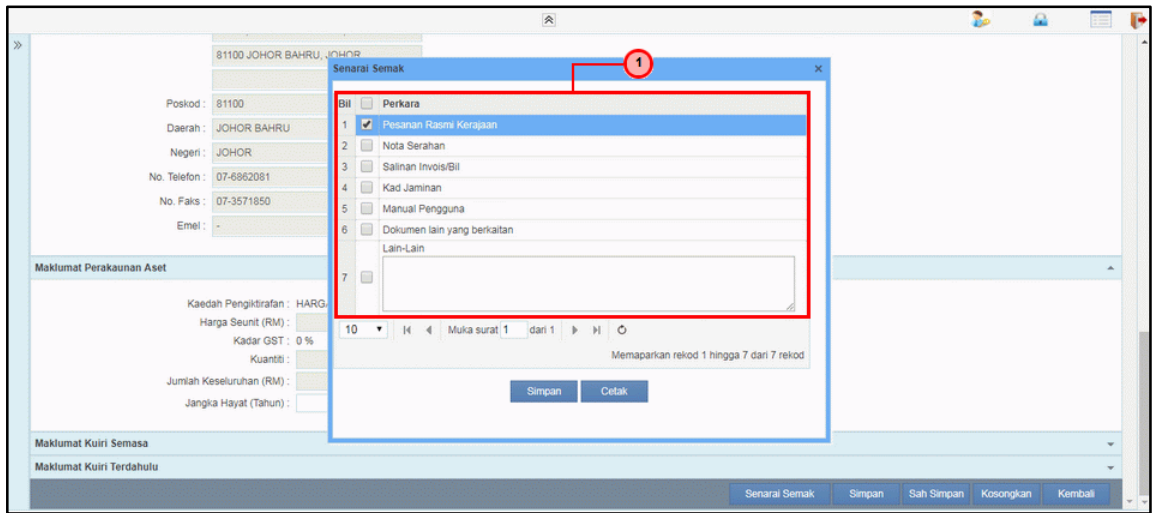 81100 JOHOR BAHRU, JOHOR
Senarai Semak
1
Poskod : 81100
Daerah : JOHOR BAHRU
Negeri : JOHOR
No. Telefon : 07-6862081
No. Faks : 07-3571850
Emel : -
Bil Perkara
1 Pesanan Rasmi Kerajaan
2 Nota Serahan
3 Salinan Invois/Bil
4 Kad Jaminan
5 Manual Pengguna
6 Dokumen lain yang berkaitan
Lain-Lain
7
10 Muka surat 1 dari 1
Memaparkan rekod 1 hingga 7 dari 7 rekod
Simpan Cetak
Maklumat Perakaunan Aset
Kaedah Pengiktirafan :
Harga Seunit (RM) :
Kadar GST : 0 %
Kuantiti :
Jumlah Keseluruhan (RM) :
Jangka Hayat (Tahun) :
Maklumat Kuiri Semasa
Maklumat Kuiri Terdahulu
Senarai Semak Simpan Sah Simpan Kosongkan Kembali